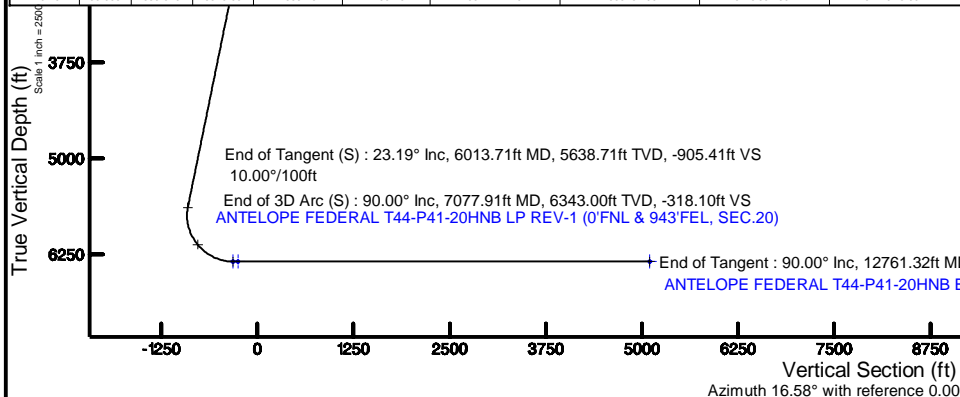 3750
True Vertical Depth (ft)
Scale 1 inch = 2500
5000
End of Tangent (S) : 23.19° Inc, 6013.71ft MD, 5638.71ft TVD, -905.41ft VS
10.00°/100ft
End of 3D Arc (S) : 90.00° Inc, 7077.91ft MD, 6343.00ft TVD, -318.10ft VS
ANTELOPE FEDERAL T44-P41-20HNB LP REV-1 (0'FNL & 943'FEL, SEC.20)
6250
End of Tangent : 90.00° Inc, 12761.32ft M
ANTELOPE FEDERAL T44-P41-20HNB
-1250 0 1250 2500 3750 5000 6250 7500 8750
Vertical Section (ft)
Azimuth 16.58° with reference 0.00